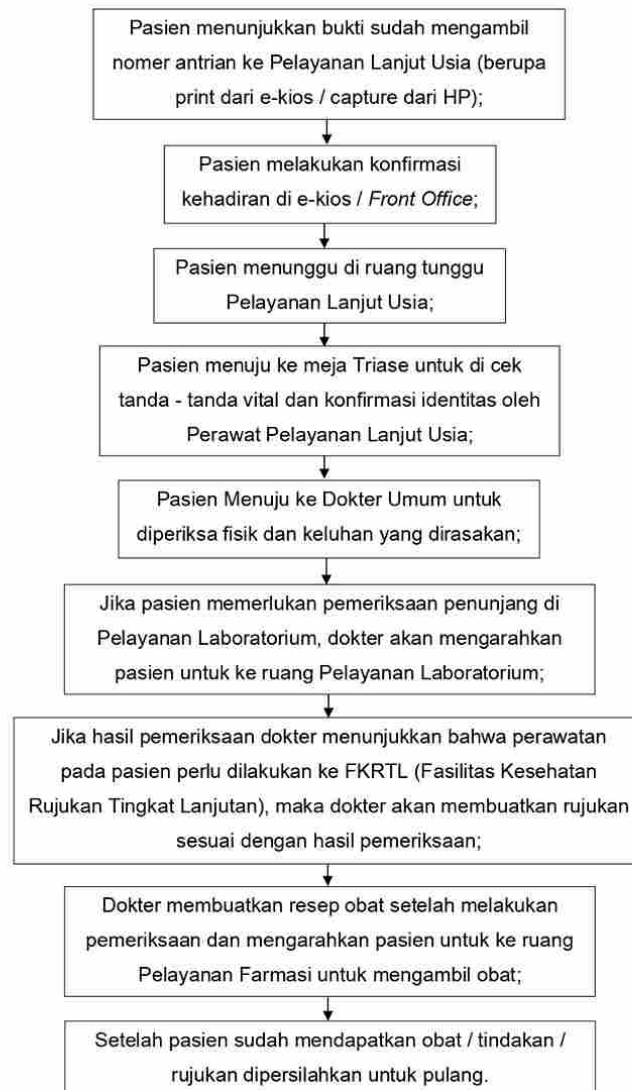 Pasien menunjukkan bukti sudah mengambil
nomer antrian ke Pelayanan Lanjut Usia (berupa
print dari e-kios / capture dari HP);
Pasien melakukan konfirmasi
kehadiran di e-kios / Front Office;
Pasien menunggu di ruang tunggu
Pelayanan Lanjut Usia;
Pasien menuju ke meja Triase untuk di cek
tanda - tanda vital dan konfirmasi identitas oleh
Perawat Pelayanan Lanjut Usia;
Pasien Menuju ke Dokter Umum untuk
diperiksa fisik dan keluhan yang dirasakan;
Jika pasien memerlukan pemeriksaan penunjang di
Pelayanan Laboratorium, dokter akan mengarahkan
pasien untuk ke ruang Pelayanan Laboratorium;
Jika hasil pemeriksaan dokter menunjukkan bahwa perawatan
pada pasien perlu dilakukan ke FKRTL (Fasilitas Kesehatan
Rujukan Tingkat Lanjutan), maka dokter akan membuatkan rujukan
sesuai dengan hasil pemeriksaan;
Dokter membuatkan resep obat setelah melakukan
pemeriksaan dan mengarahkan pasien untuk ke ruang
Pelayanan Farmasi untuk mengambil obat;
Setelah pasien sudah mendapatkan obat / tindakan /
rujukan dipersilahkan untuk pulang.